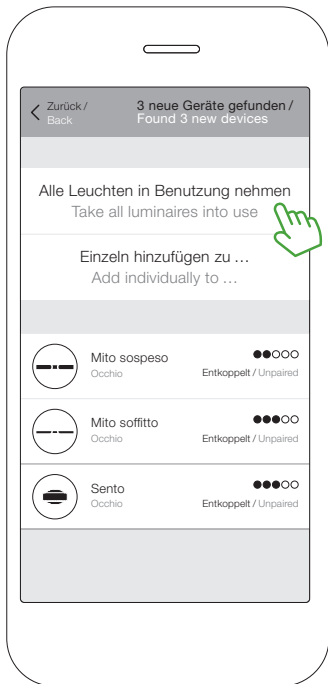 Zurück /
Back
3 neue Geräte gefunden /
Found 3 new devices
Alle Leuchten in Benutzung nehmen
Take all luminaires into use
Einzeln hinzufügen zu …
Add individually to …
Mito sospeso
Occhio
Entkoppelt / Unpaired
Mito soffitto
Occhio
Entkoppelt / Unpaired
Sento
Occhio
Entkoppelt / Unpaired